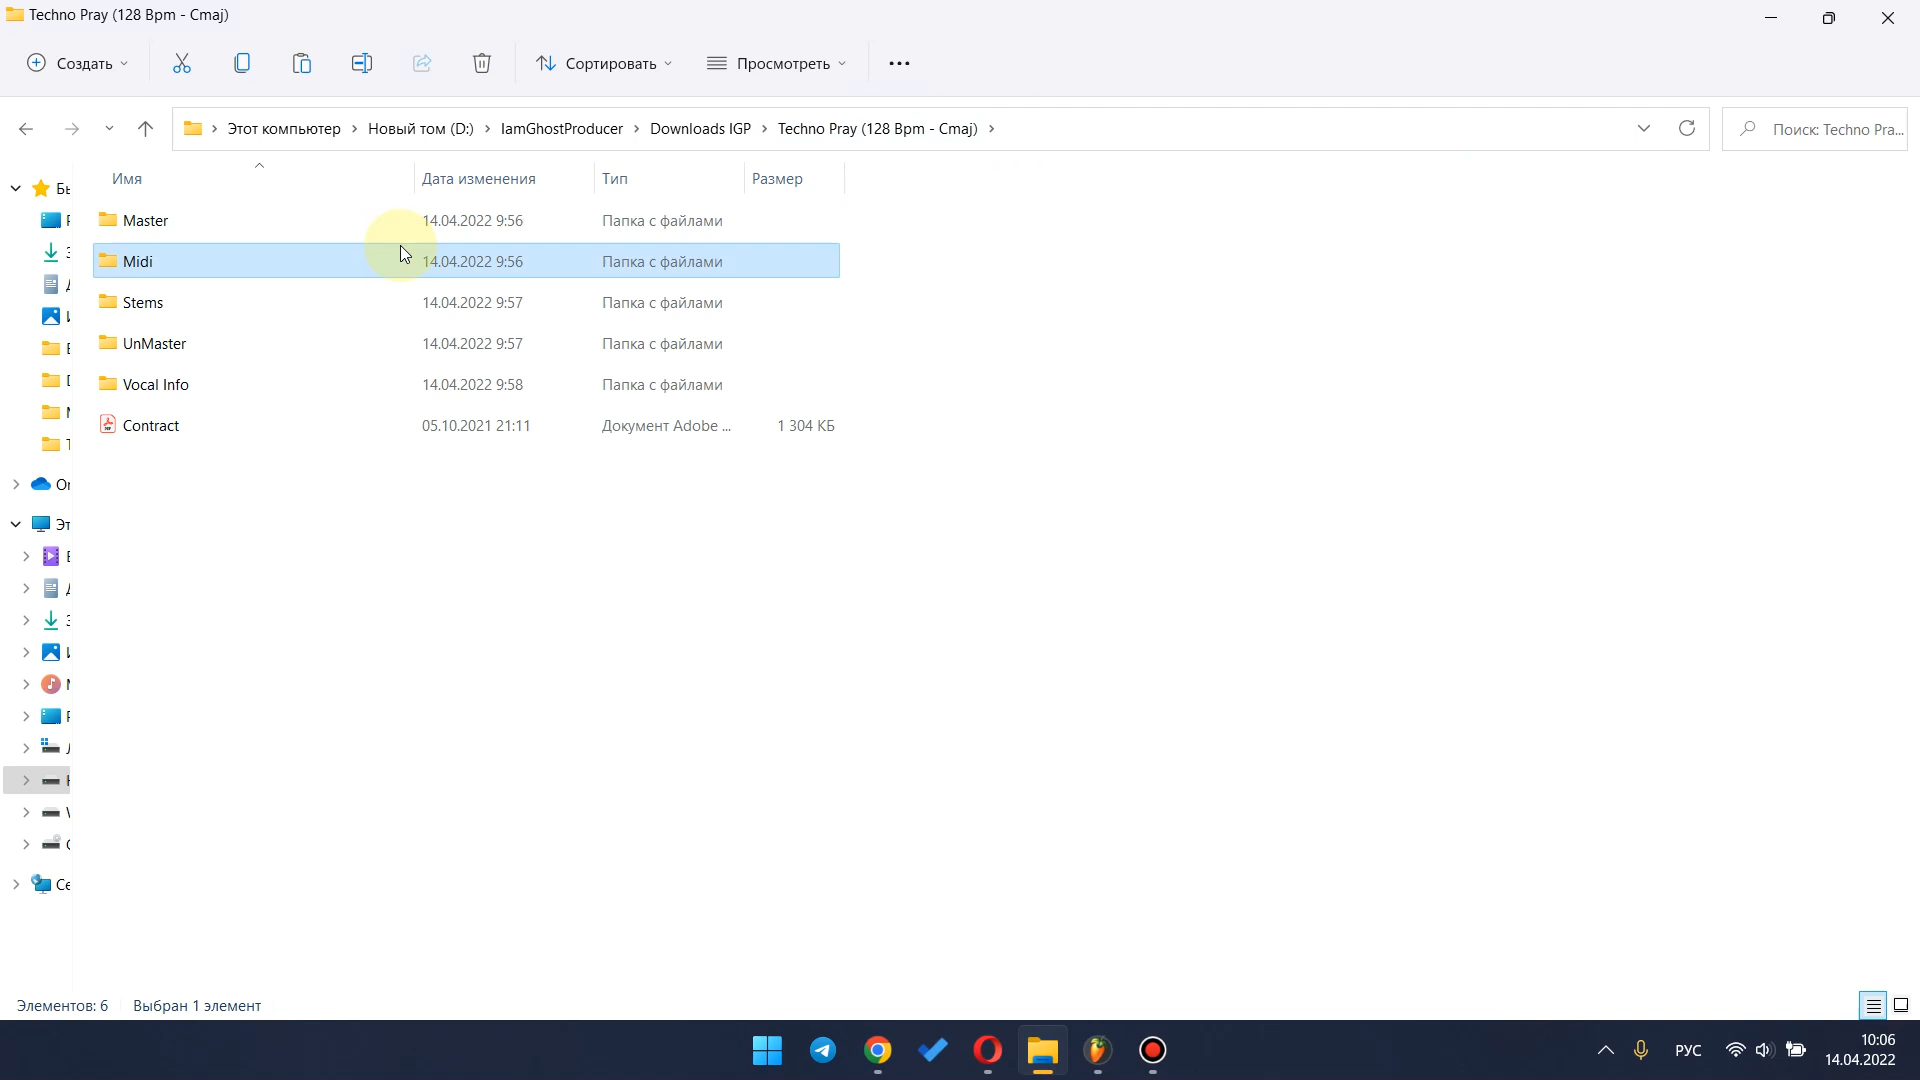 Techno Pray (128 Bpm - Cmaj)
Создать
Сортировать
Просмотреть
Этот компьютер > Новый том (D:) > IamGhostProducer > Downloads IGP > Techno Pray (128 Bpm - Cmaj) >
Поиск: Techno Pra...
Имя Дата изменения Тип Размер
Master 14.04.2022 9:56 Папка с файлами
Midi 14.04.2022 9:56 Папка с файлами
Stems 14.04.2022 9:57 Папка с файлами
UnMaster 14.04.2022 9:57 Папка с файлами
Vocal Info 14.04.2022 9:58 Папка с файлами
Contract 05.10.2021 21:11 Документ Adobe ... 1 304 КБ
Элементов: 6 Выбран 1 элемент
РУС
10:06
14.04.2022